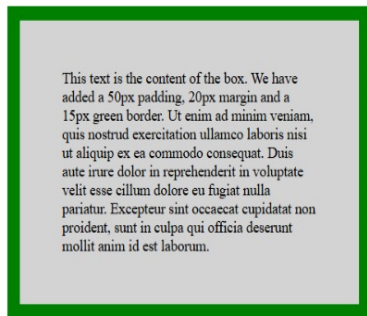 This text is the content of the box. We have
added a 50px padding, 20px margin and a
15px green border. Ut enim ad minim veniam,
quis nostrud exercitation ullamco laboris nisi
ut aliquip ex ea commodo consequat. Duis
aute irure dolor in reprehenderit in voluptate
velit esse cillum dolore eu fugiat nulla
pariatur. Excepteur sint occaecat cupidatat non
proident, sunt in culpa qui officia deserunt
mollit anim id est laborum.